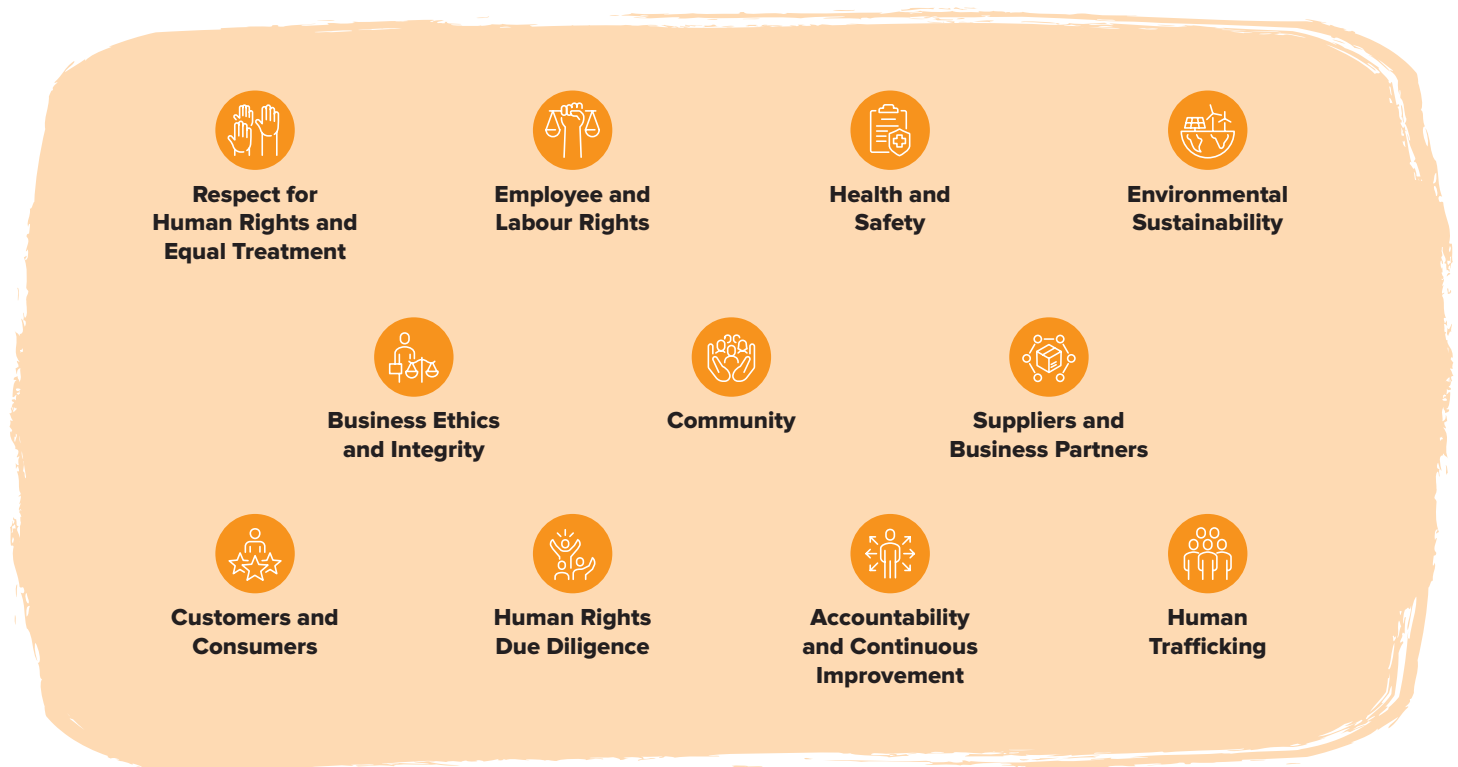 Respect for
Human Rights and
Equal Treatment
Employee and
Labour Rights
Health and
Safety
Environmental
Sustainability
Business Ethics
and Integrity
Community
Suppliers and
Business Partners
Customers and
Consumers
Human Rights
Due Diligence
Accountability
and Continuous
Improvement
Human
Trafficking